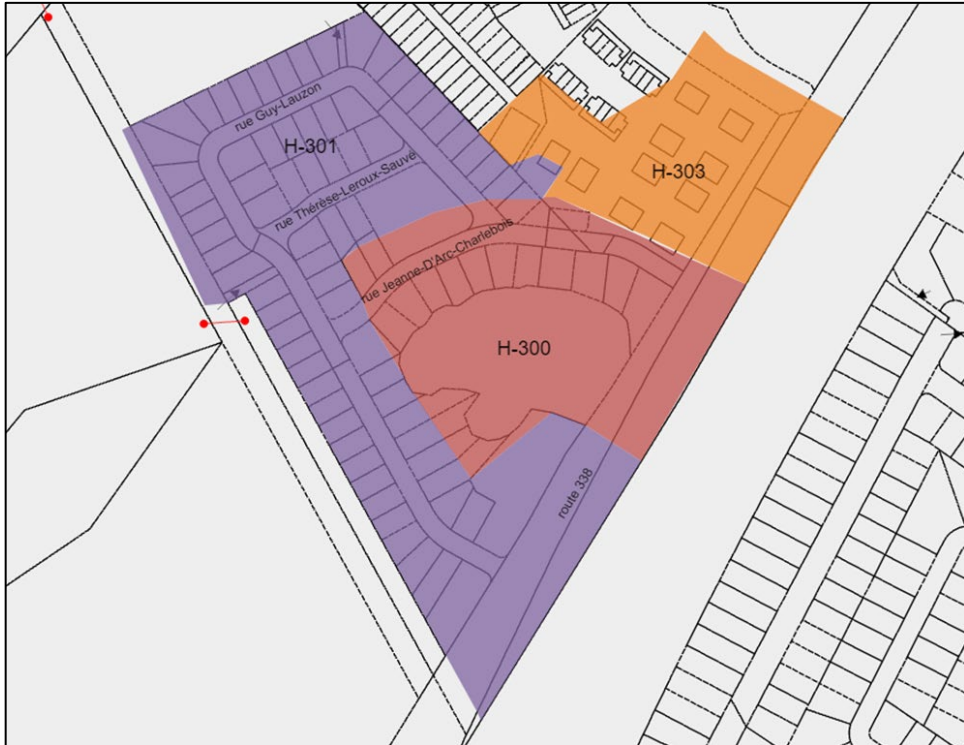 rue Guy-Lauzon
H-301
H-303
rue Thérèse-Leroux-Sauvé
rue Jeanne-D'Arc-Charlebois
H-300
route 338